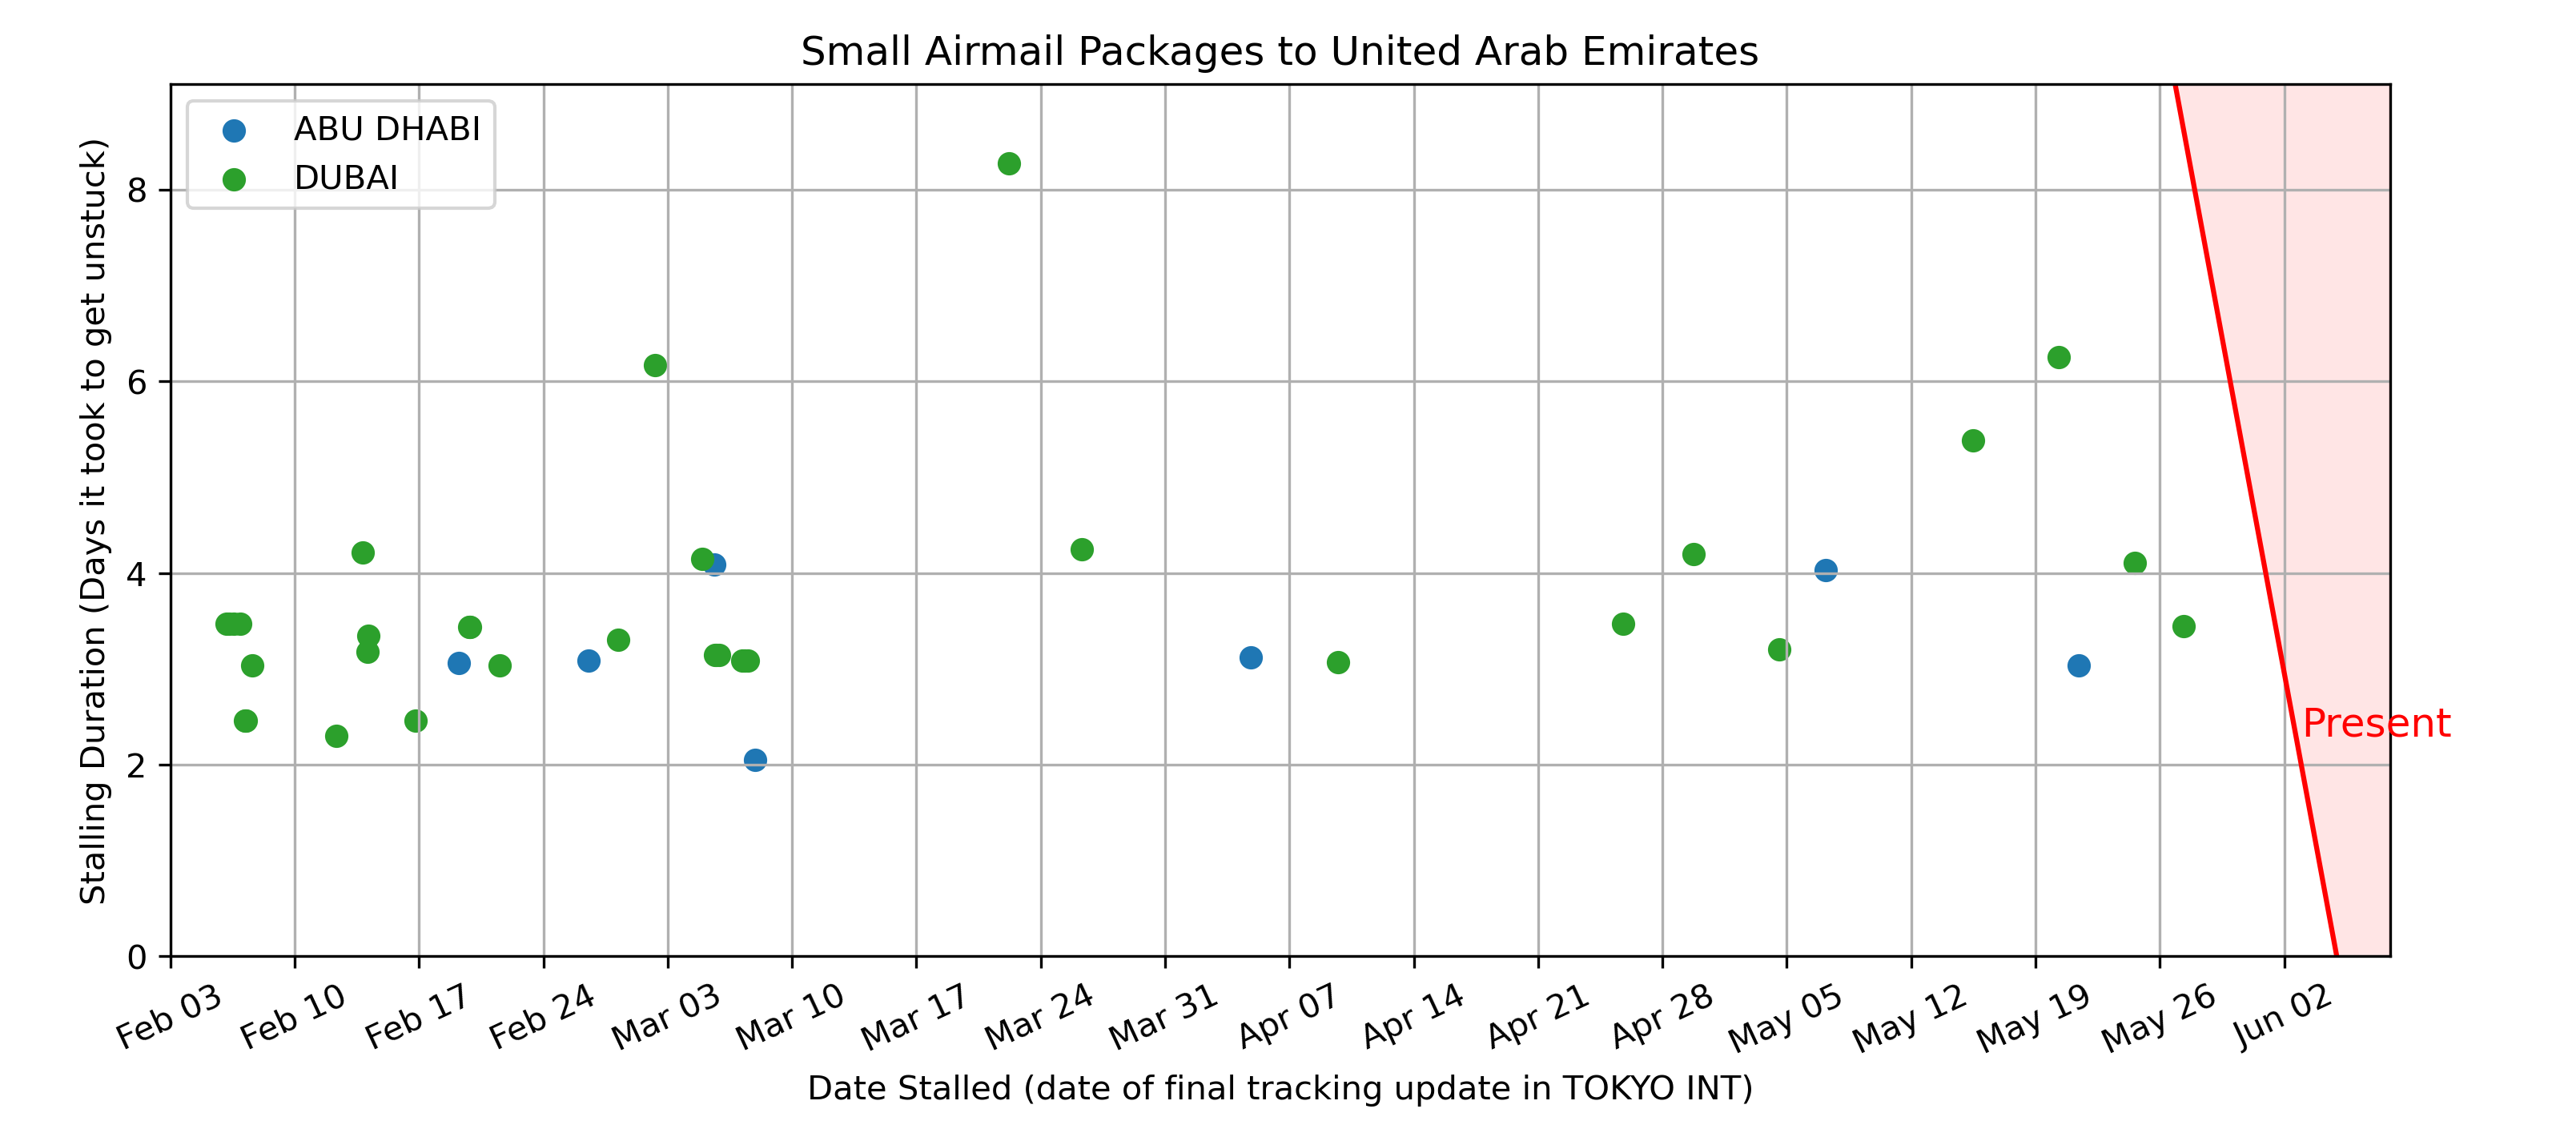 Small Airmail Packages to United Arab Emirates
ABU DHABI
DUBAI
Stalling Duration (Days it took to get unstuck)
8
6
4
2
0
Present
Feb 03
Feb 10
Feb 17
Feb 24
Mar 03
Mar 10
Mar 17
Mar 24
Mar 31
Apr 07
Apr 14
Apr 21
Apr 28
May 05
May 12
May 19
May 26
Jun 02
Date Stalled (date of final tracking update in TOKYO INT)